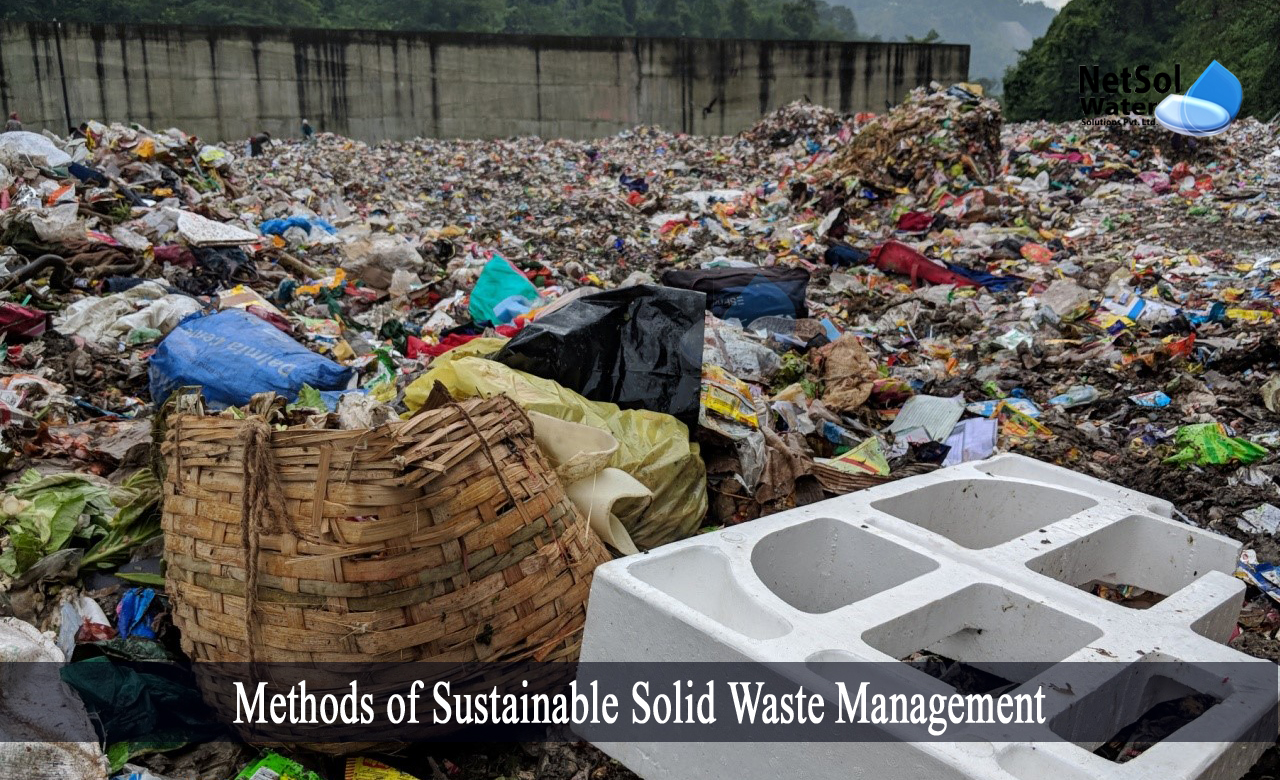 NetSol
Water
Solutions Pvt. Ltd.
Methods of Sustainable Solid Waste Management